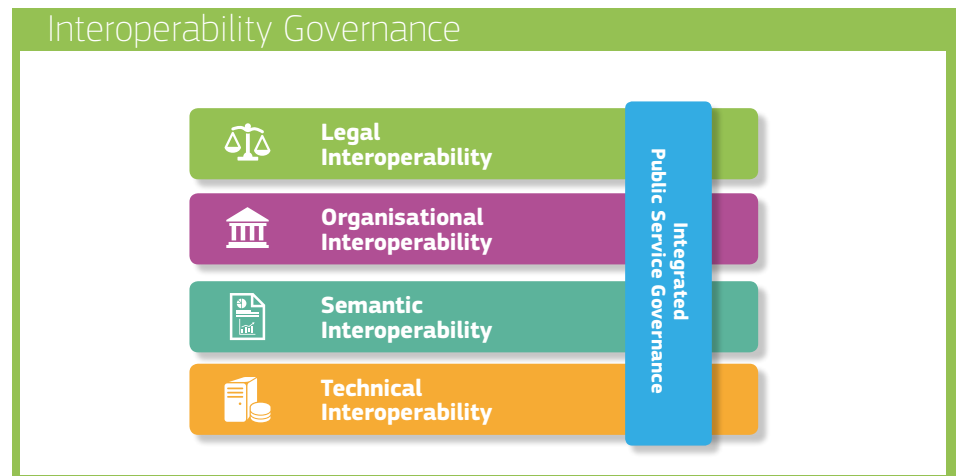 Interoperability Governance
Legal
Interoperability
Organisational
Interoperability
Semantic
Interoperability
Technical
Interoperability
Integrated
Public Service Governance